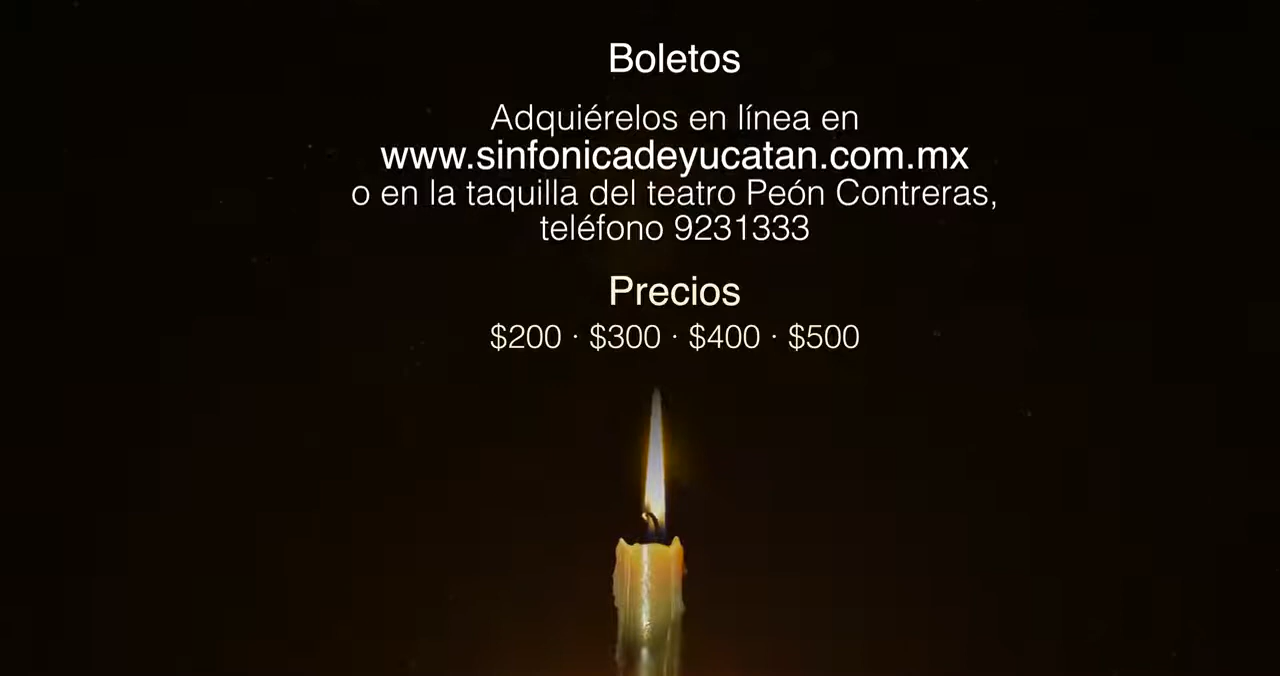 Boletos
Adquiérelos en línea en
www.sinfonicadeyucatan.com.mx
o en la taquilla del teatro Peón Contreras,
teléfono 9231333
Precios
$200 · $300 · $400 · $500